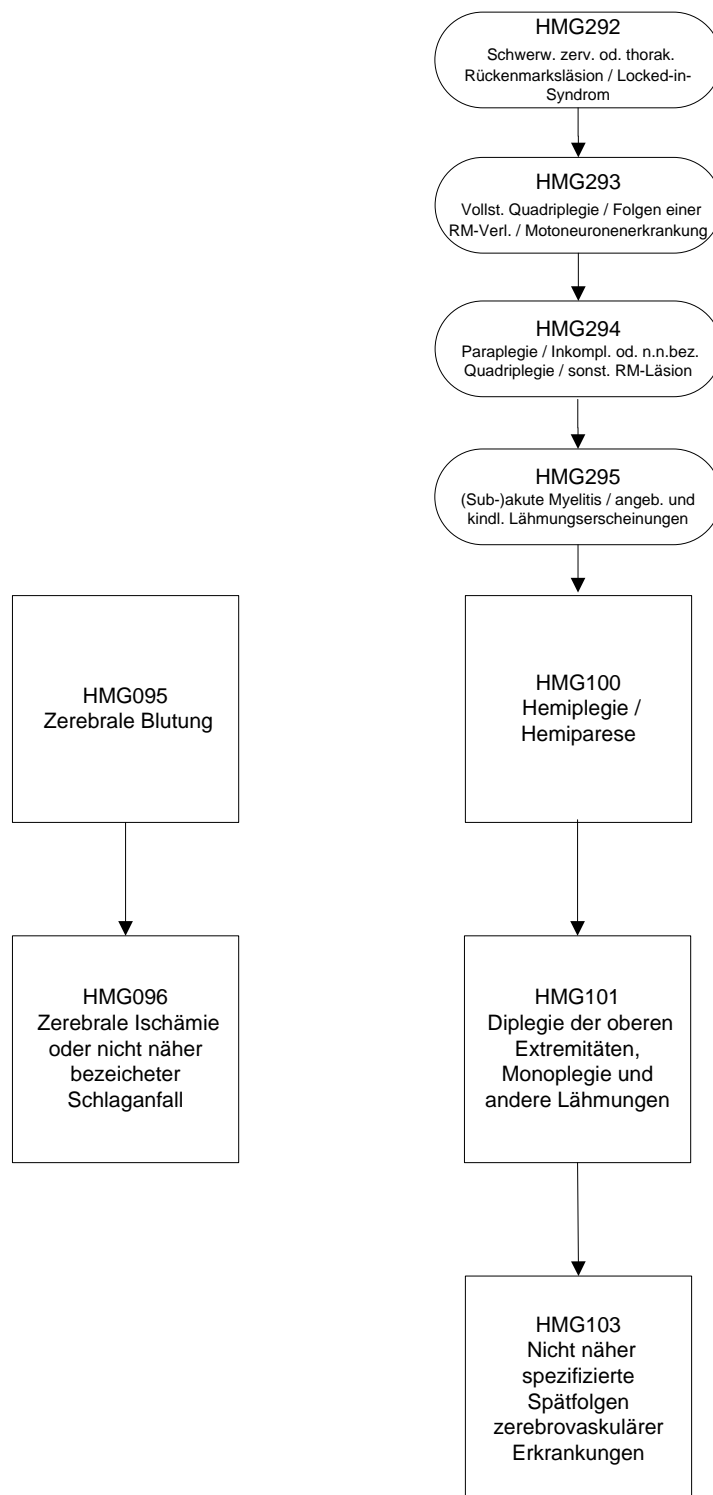 HMG292
Schwerw. zerv. od. thorak.
Rückenmarksläsion / Locked-in-
Syndrom
HMG293
Vollst. Quadriplegie / Folgen einer
RM-Verl. / Motoneuronenerkrankung
HMG294
Paraplegie / Inkompl. od. n.n.bez.
Quadriplegie / sonst. RM-Läsion
HMG295
(Sub-)akute Myelitis / angeb. und
kindl. Lähmungserscheinungen
HMG095
Zerebrale Blutung
HMG100
Hemiplegie /
Hemiparese
HMG096
Zerebrale Ischämie
oder nicht näher
bezeicheter
Schlaganfall
HMG101
Diplegie der oberen
Extremitäten,
Monoplegie und
andere Lähmungen
HMG103
Nicht näher
spezifizierte
Spätfolgen
zerebrovaskulärer
Erkrankungen